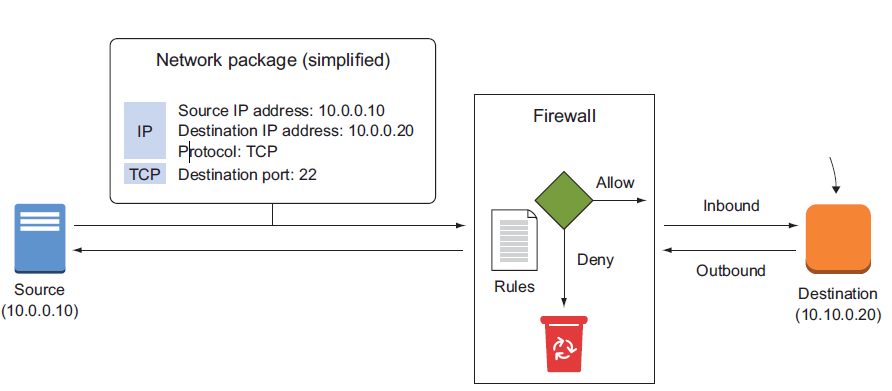 Network package (simplified)
IP
Source IP address: 10.0.0.10
Destination IP address: 10.0.0.20
Protocol: TCP
TCP
Destination port: 22
Firewall
Allow
Deny
Rules
Inbound
Outbound
Source
(10.0.0.10)
Destination
(10.10.0.20)